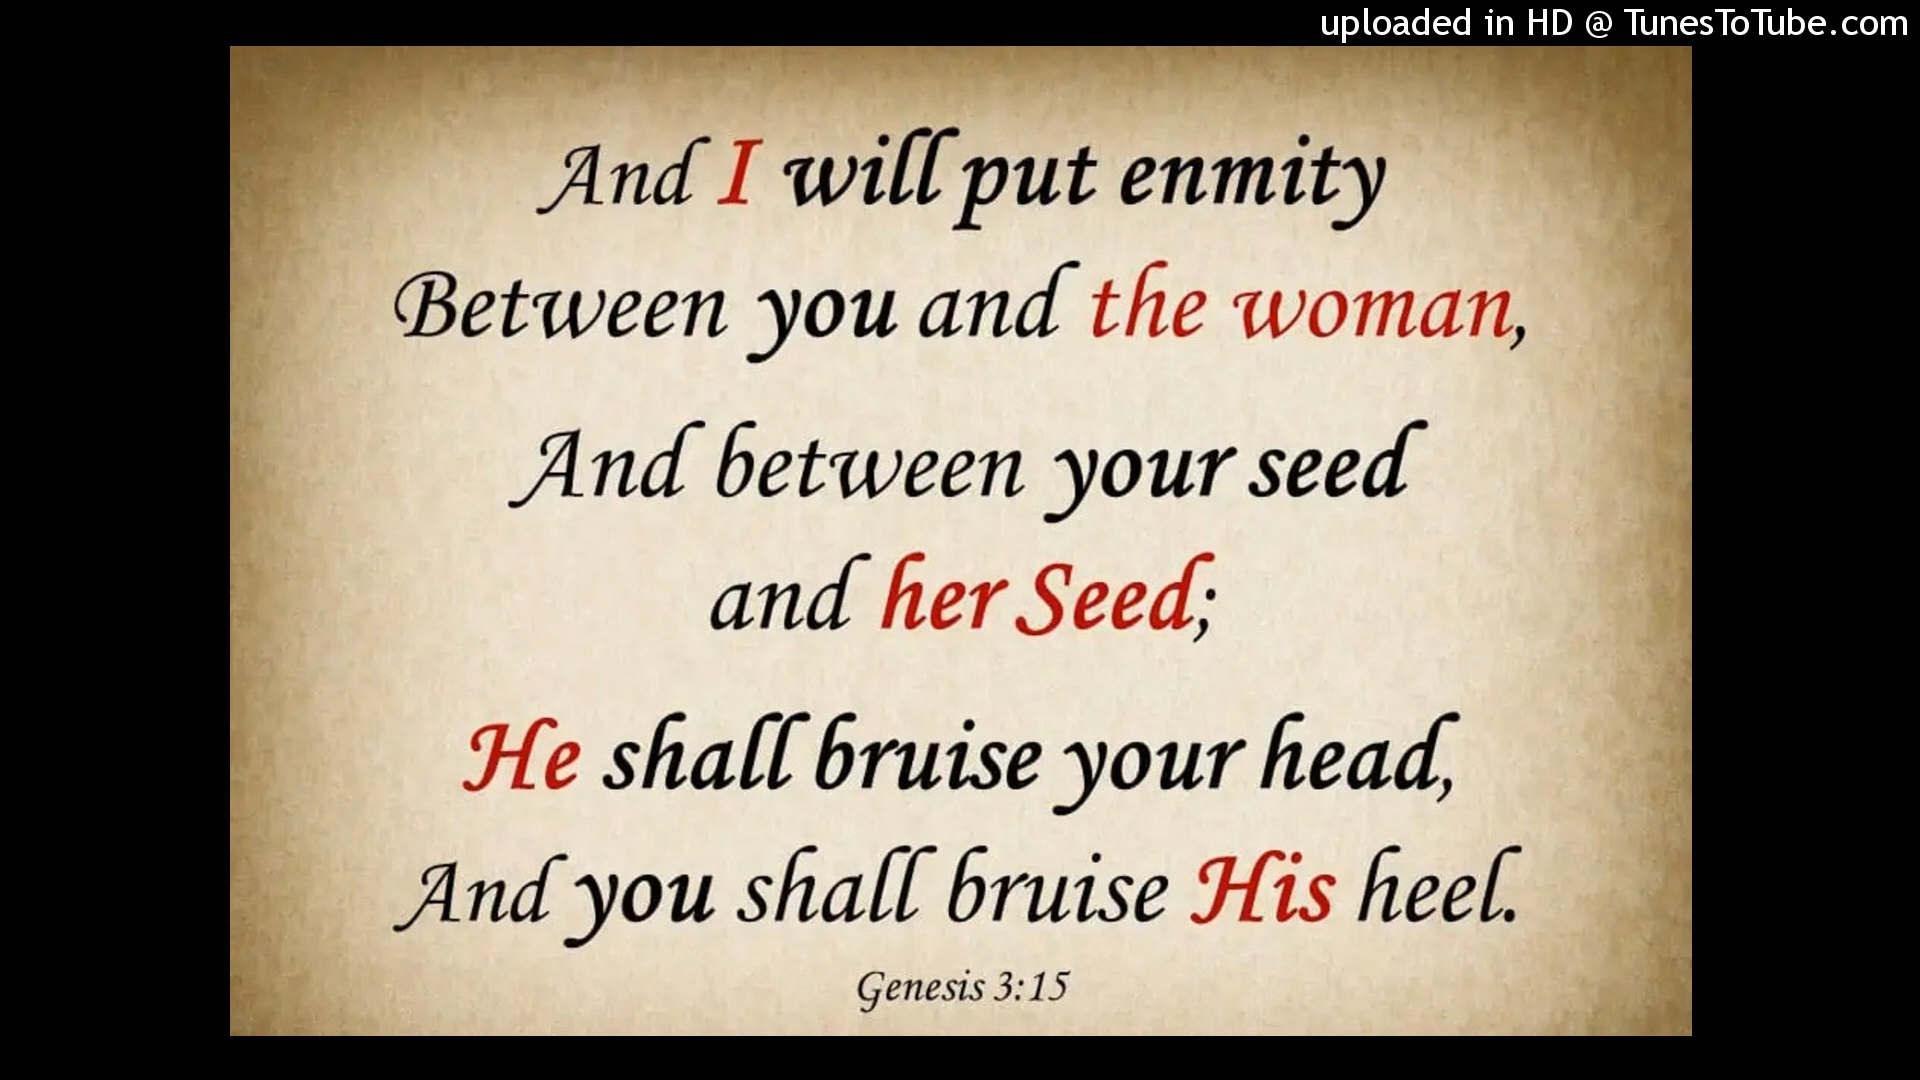 uploaded in HD @ TunesToTube.com
And I will put enmity
Between you and the woman,
And between your seed
and her Seed;
He shall bruise your head,
And you shall bruise His heel.
Genesis 3:15